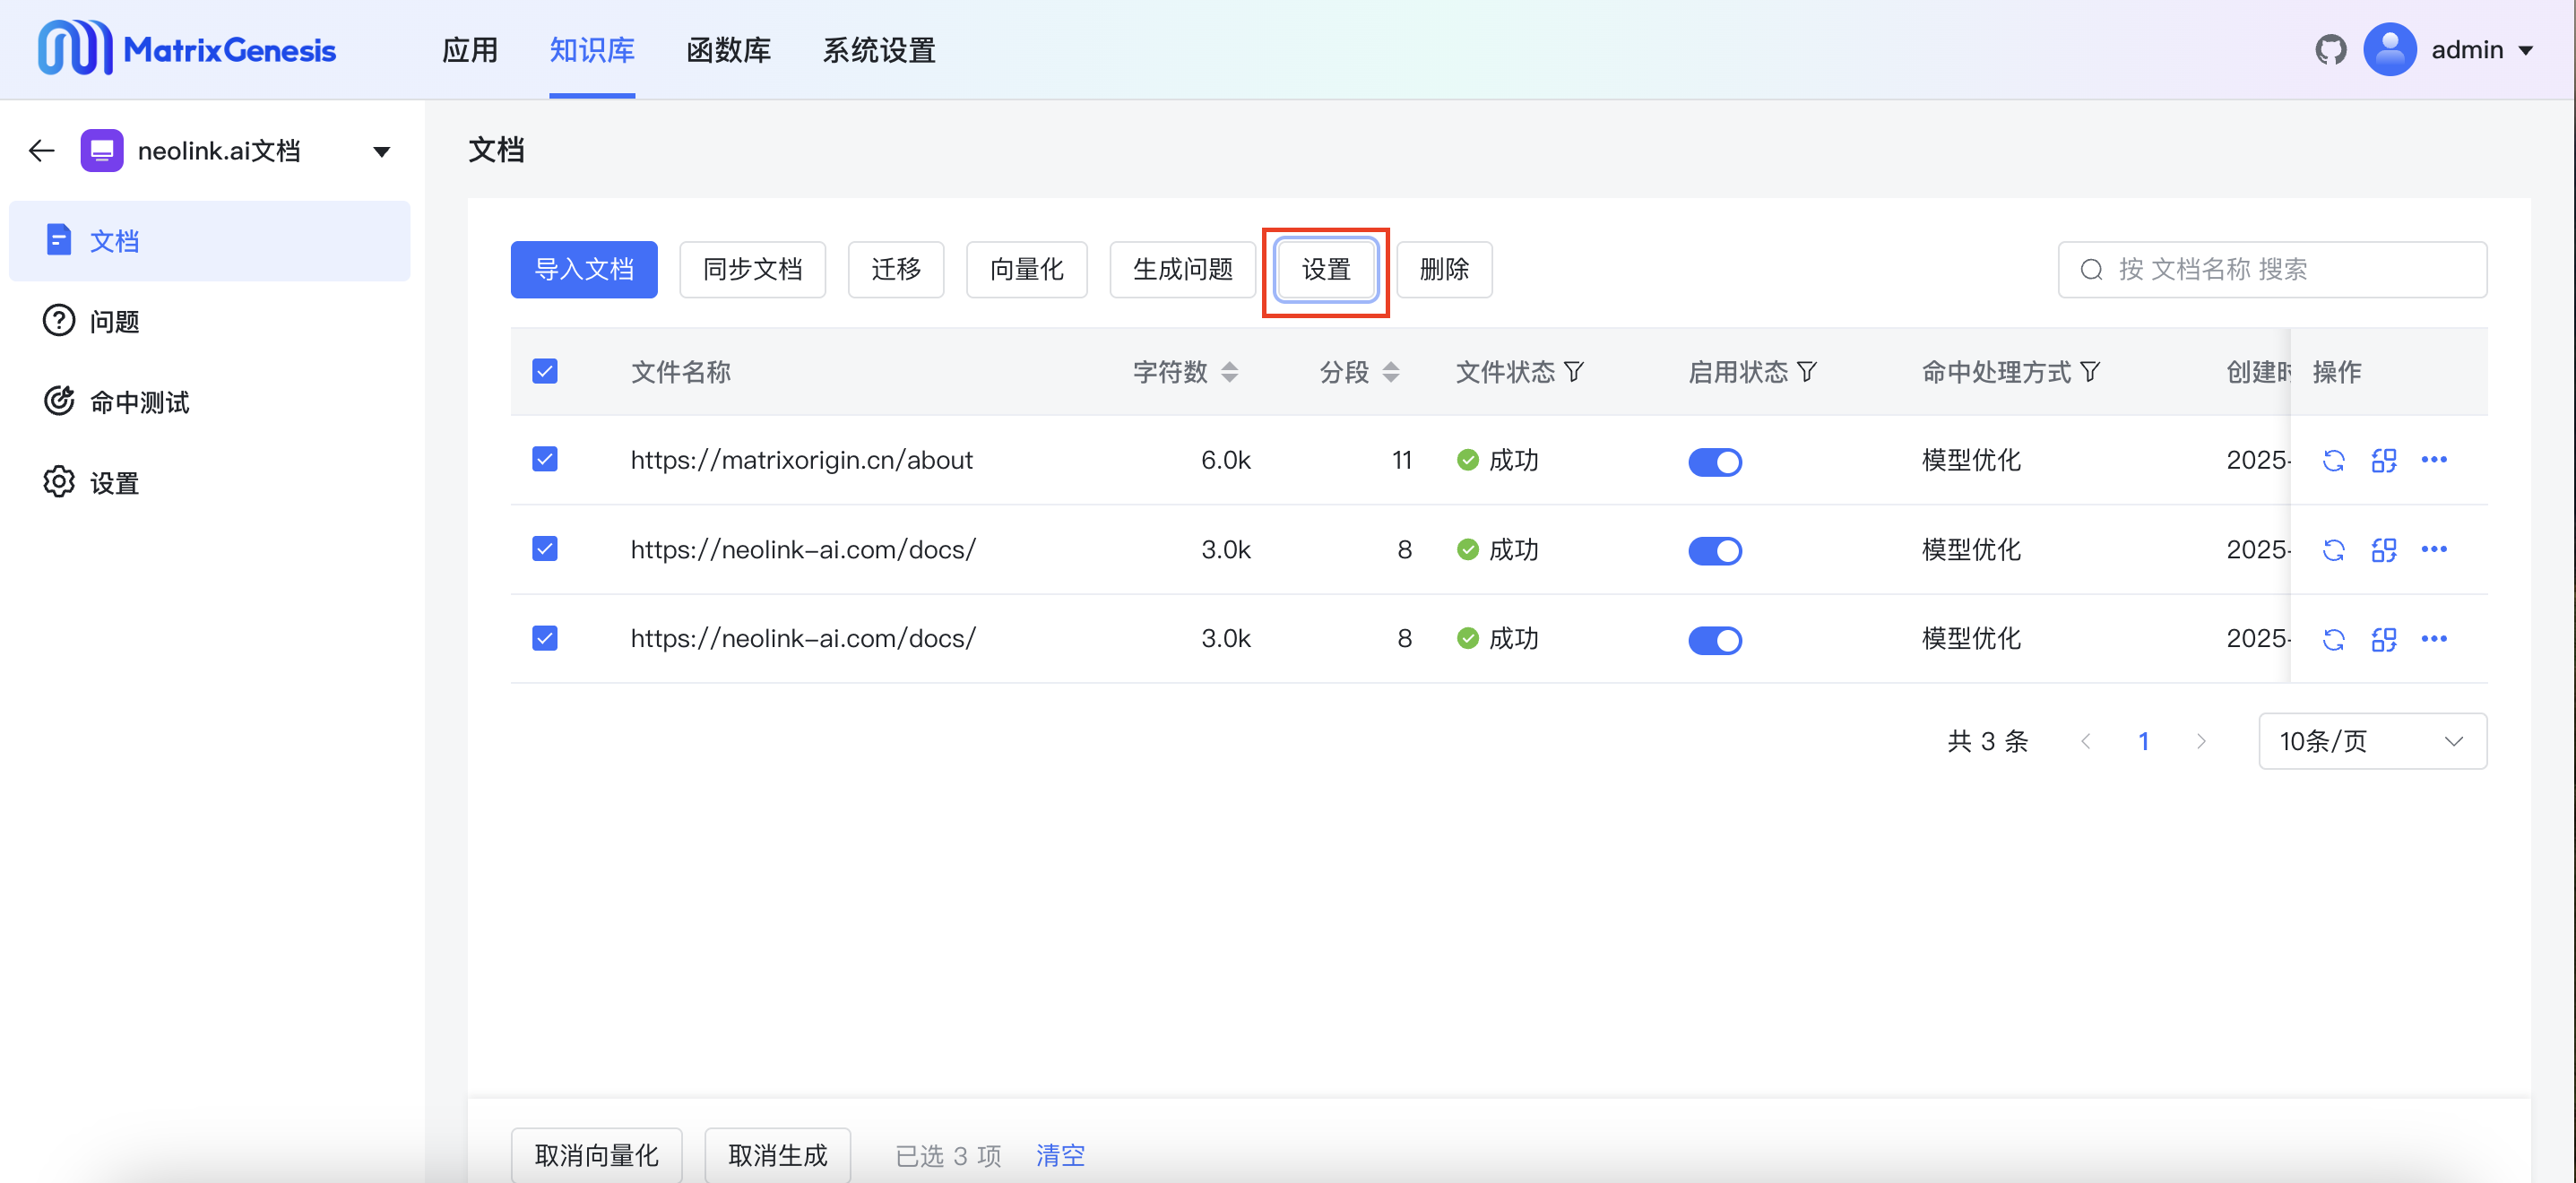 MatrixGenesis
应用 知识库 函数库 系统设置
admin
neolink.ai文档
文档
问题
命中测试
设置
文档
导入文档 同步文档 迁移 向量化 生成问题 设置 删除
按 文档名称 搜索
文件名称 字符数 分段 文件状态 启用状态 命中处理方式 创建时 操作
https://matrixorigin.cn/about 6.0k 11 成功 模型优化 2025-
https://neolink-ai.com/docs/ 3.0k 8 成功 模型优化 2025-
https://neolink-ai.com/docs/ 3.0k 8 成功 模型优化 2025-
共 3 条 1 10条/页
取消向量化 取消生成 已选 3 项 清空